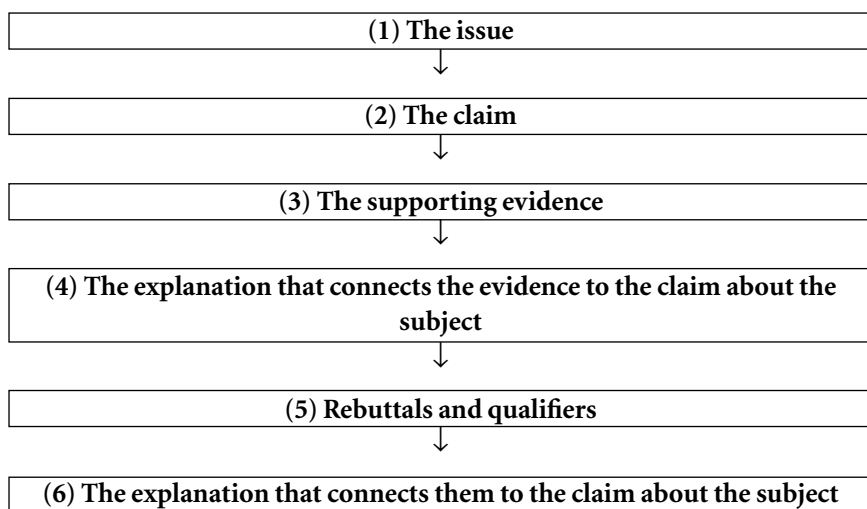 (1) The issue
(2) The claim
(3) The supporting evidence
(4) The explanation that connects the evidence to the claim about the
subject
(5) Rebuttals and qualifiers
(6) The explanation that connects them to the claim about the subject